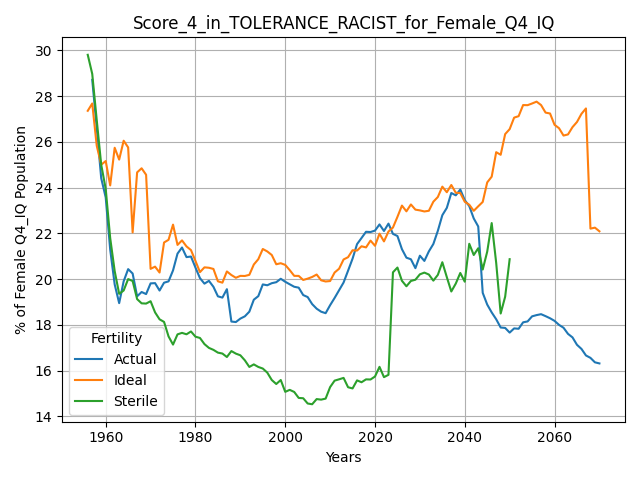 Score_4_in_TOLERANCE_RACIST_for_Female_Q4_IQ
30
28
26
24
22
20
18
16
14
% of Female Q4_IQ Population
Fertility
Actual
Ideal
Sterile
1960 1980 2000 2020 2040 2060
Years